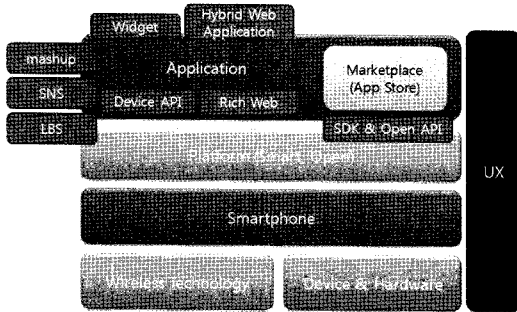 Widget
Hybrid Web
Application
mashup
SNS
LBS
Application
Device API
Rich Web
Marketplace
(App Store)
SDK & Open API
Platform (Smart, Open)
UX
Smartphone
Wireless Technology
Device & Hardware